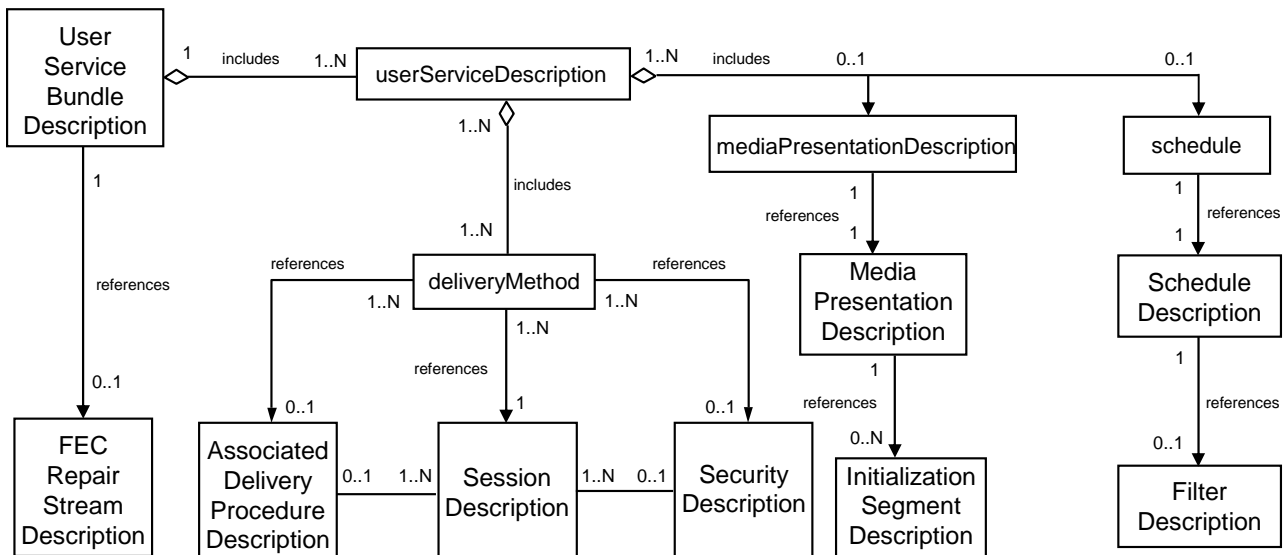 User
Service
Bundle
Description
1
includes
1..N
userServiceDescription
1..N
includes
0..1
0..1
1..N
mediaPresentationDescription
schedule
1
includes
1
1
references
references
1..N
1
1
references
deliveryMethod
references
Media
Presentation
Description
Schedule
Description
references
1..N
1..N
1..N
references
1
1
0..1
references
references
0..1
1
0..1
0..N
0..1
FEC
Repair
Stream
Description
Associated
Delivery
Procedure
Description
0..1
1..N
Session
Description
1..N
0..1
Security
Description
Initialization
Segment
Description
Filter
Description